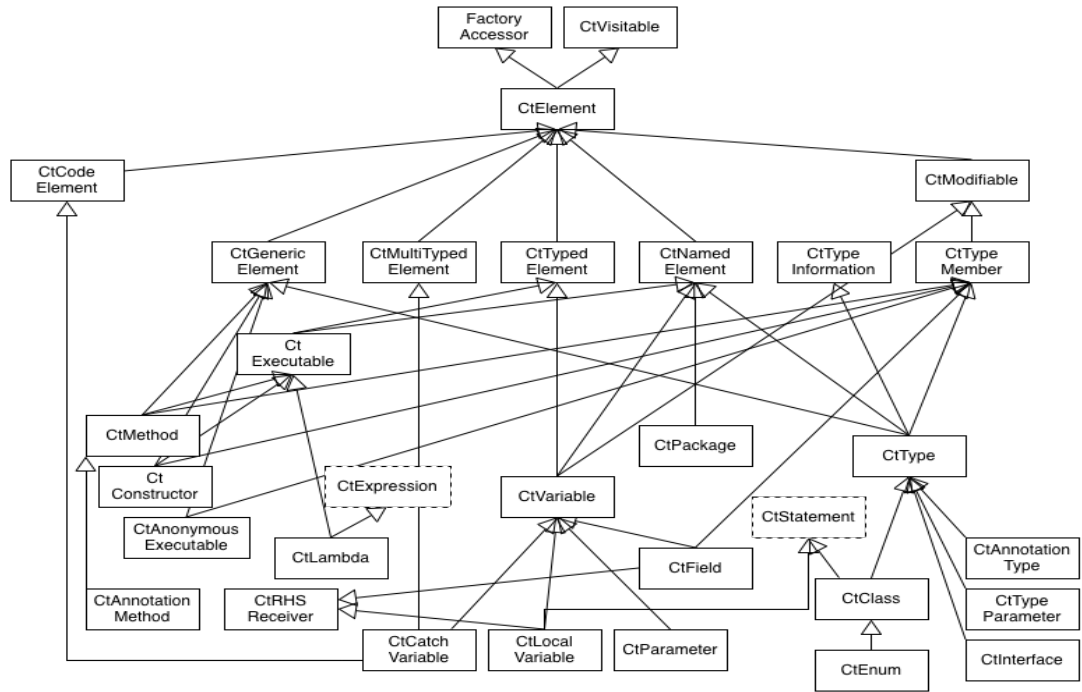 Factory
Accessor
CtVisitable
CtElement
CtCode
Element
CtModifiable
CtGeneric
Element
CtMultiTyped
Element
CtTyped
Element
CtNamed
Element
CtType
Information
CtType
Member
Ct
Executable
CtMethod
CtPackage
CtType
Ct
Constructor
CtExpression
CtVariable
CtStatement
CtAnonymous
Executable
CtLambda
CtField
CtAnnotation
Type
CtAnnotation
Method
CtRHS
Receiver
CtClass
CtType
Parameter
CtCatch
Variable
CtLocal
Variable
CtParameter
CtEnum
CtInterface